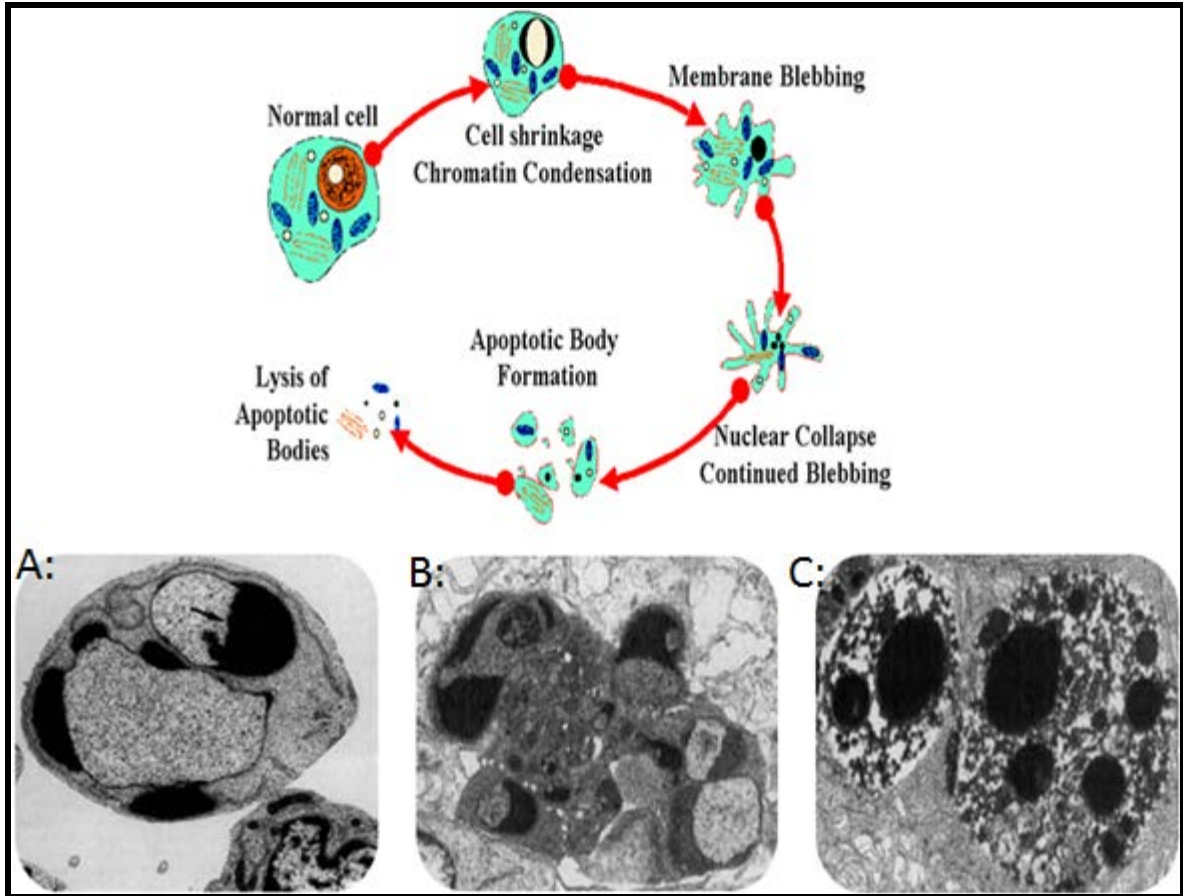 Normal cell
Cell shrinkage
Chromatin Condensation
Membrane Blebbing
Nuclear Collapse
Continued Blebbing
Apoptotic Body
Formation
Lysis of
Apoptotic
Bodies
A:
B:
C: